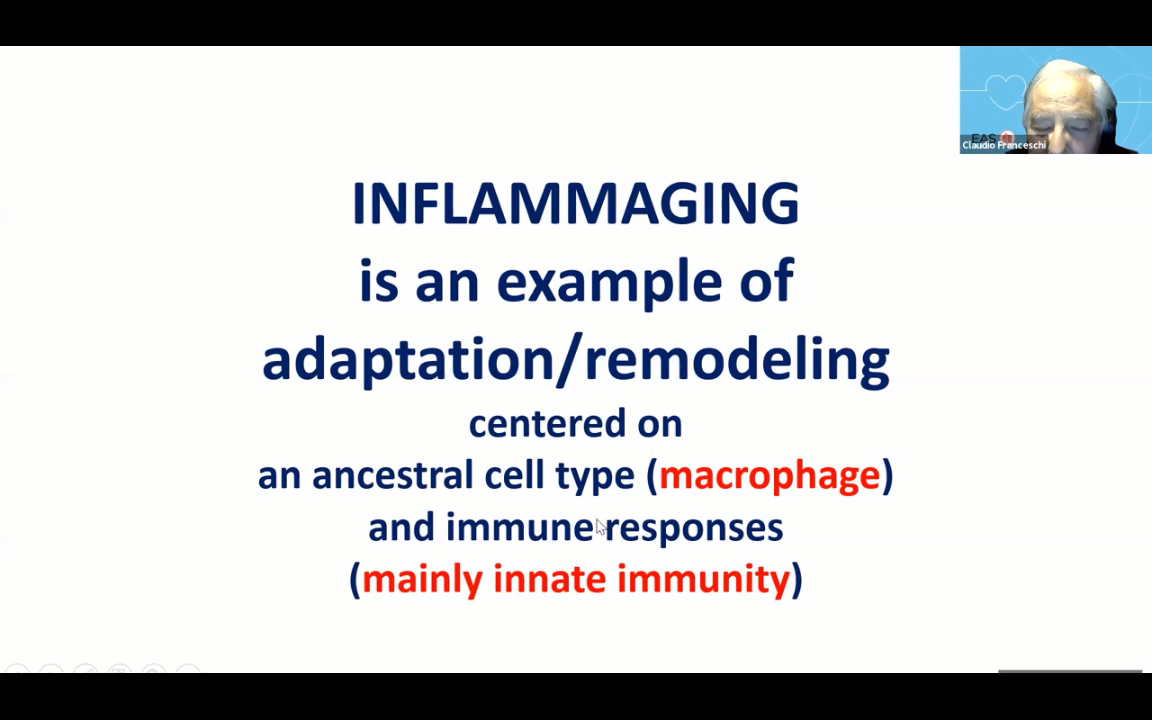 EAS
Claudio Franceschi
INFLAMMAGING
is an example of
adaptation/remodeling
centered on
an ancestral cell type (macrophage)
and immune responses
(mainly innate immunity)